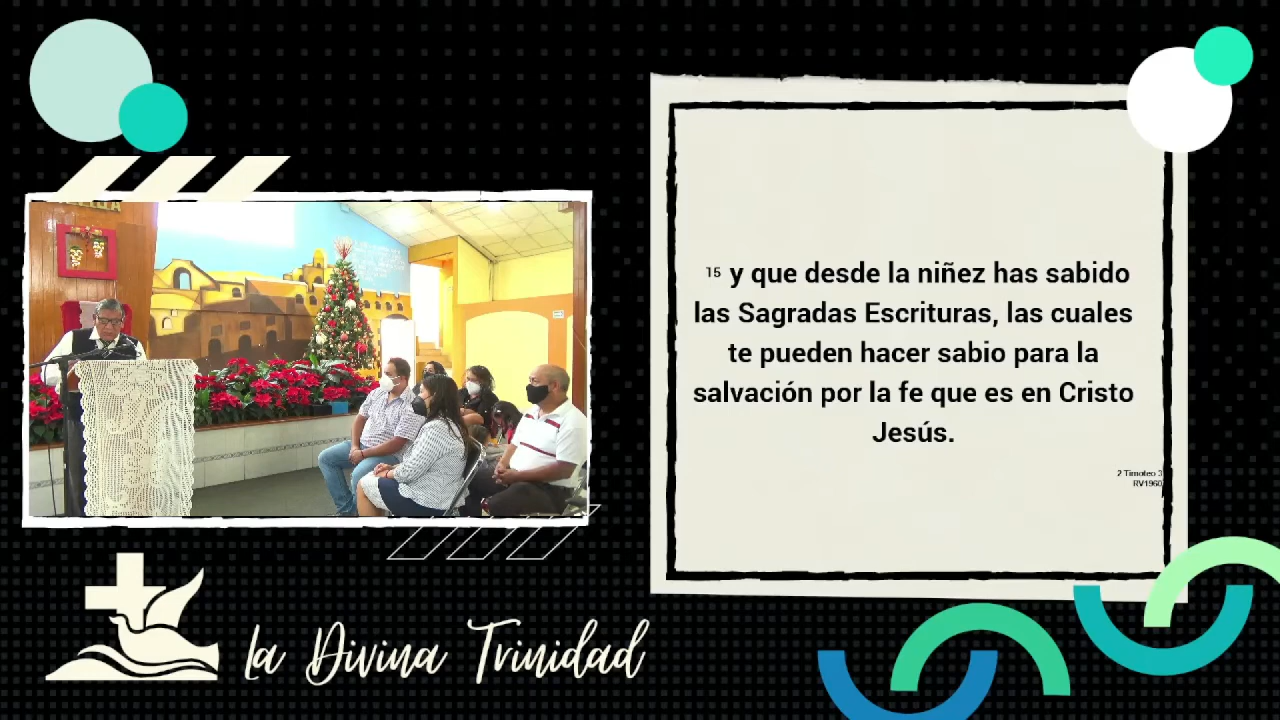 15 y que desde la niñez has sabido
las Sagradas Escrituras, las cuales
te pueden hacer sabio para la
salvación por la fe que es en Cristo
Jesús.
2 Timoteo 3
RV1960
la Divina Trinidad